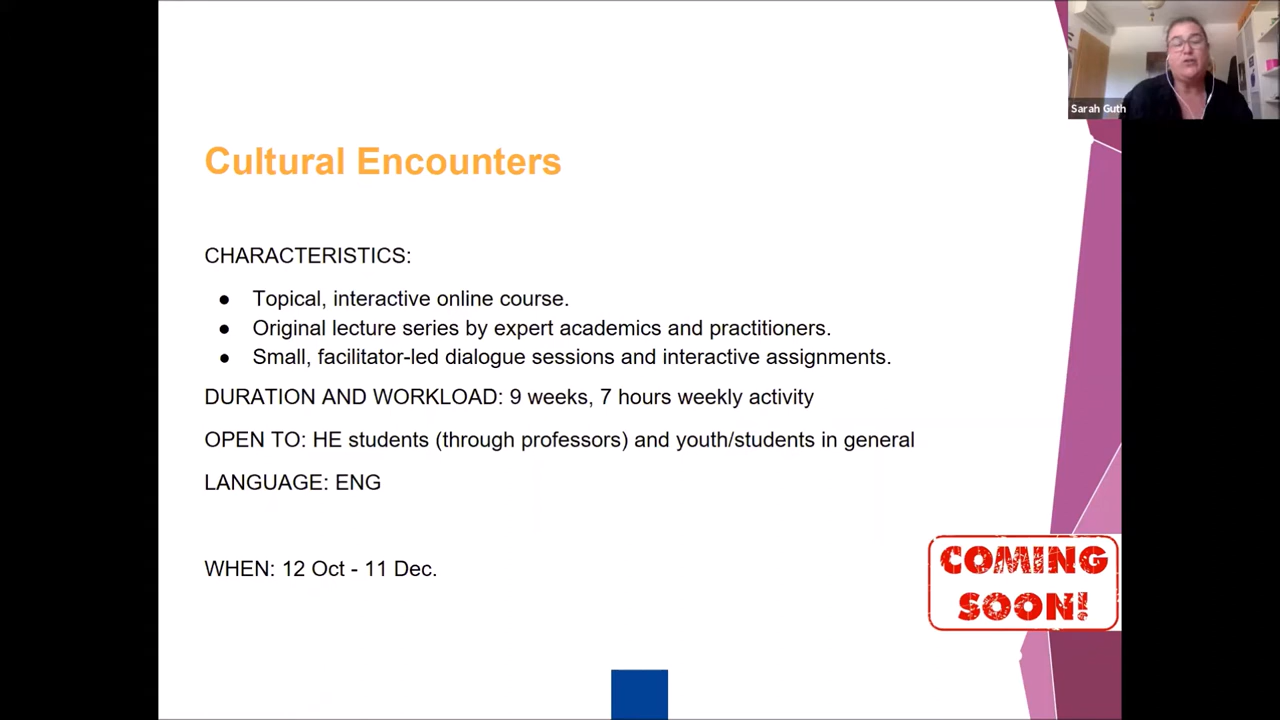 Sarah Guth
Cultural Encounters
CHARACTERISTICS:
● Topical, interactive online course.
● Original lecture series by expert academics and practitioners.
● Small, facilitator-led dialogue sessions and interactive assignments.
DURATION AND WORKLOAD: 9 weeks, 7 hours weekly activity
OPEN TO: HE students (through professors) and youth/students in general
LANGUAGE: ENG
WHEN: 12 Oct - 11 Dec.
COMING
SOON!